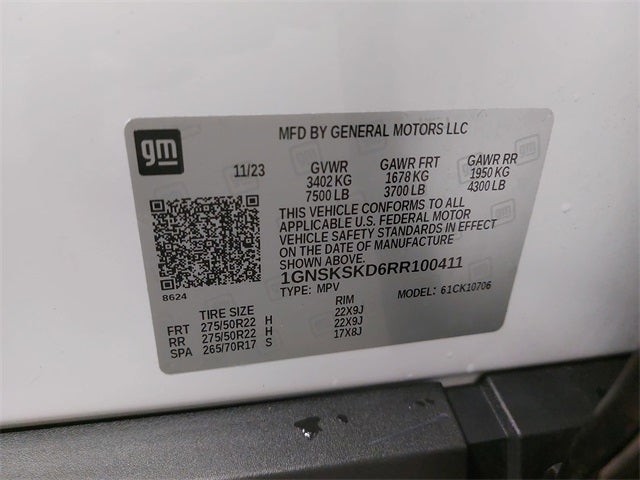 gm
MFD BY GENERAL MOTORS LLC
11/23 GVWR GAWR FRT GAWR RR
3402 KG 1678 KG 1950 KG
7500 LB 3700 LB 4300 LB
THIS VEHICLE CONFORMS TO ALL
APPLICABLE U.S. FEDERAL MOTOR
VEHICLE SAFETY STANDARDS IN EFFECT
ON THE DATE OF MANUFACTURE
SHOWN ABOVE.
1GNSKSKD6RR100411
8624
TYPE: MPV MODEL: 61CK10706
TIRE SIZE RIM
FRT 275/50R22 H 22X9J
RR 275/50R22 H 22X9J
SPA 265/70R17 S 17X8J